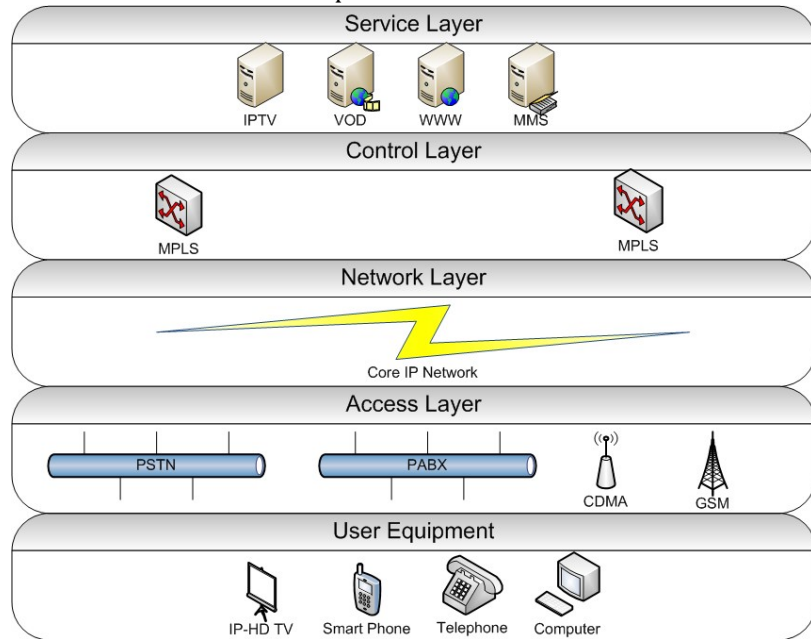 Service Layer
IPTV VOD WWW MMS
Control Layer
MPLS MPLS
Network Layer
Core IP Network
Access Layer
PSTN PABX
CDMA GSM
User Equipment
IP-HD TV Smart Phone Telephone Computer